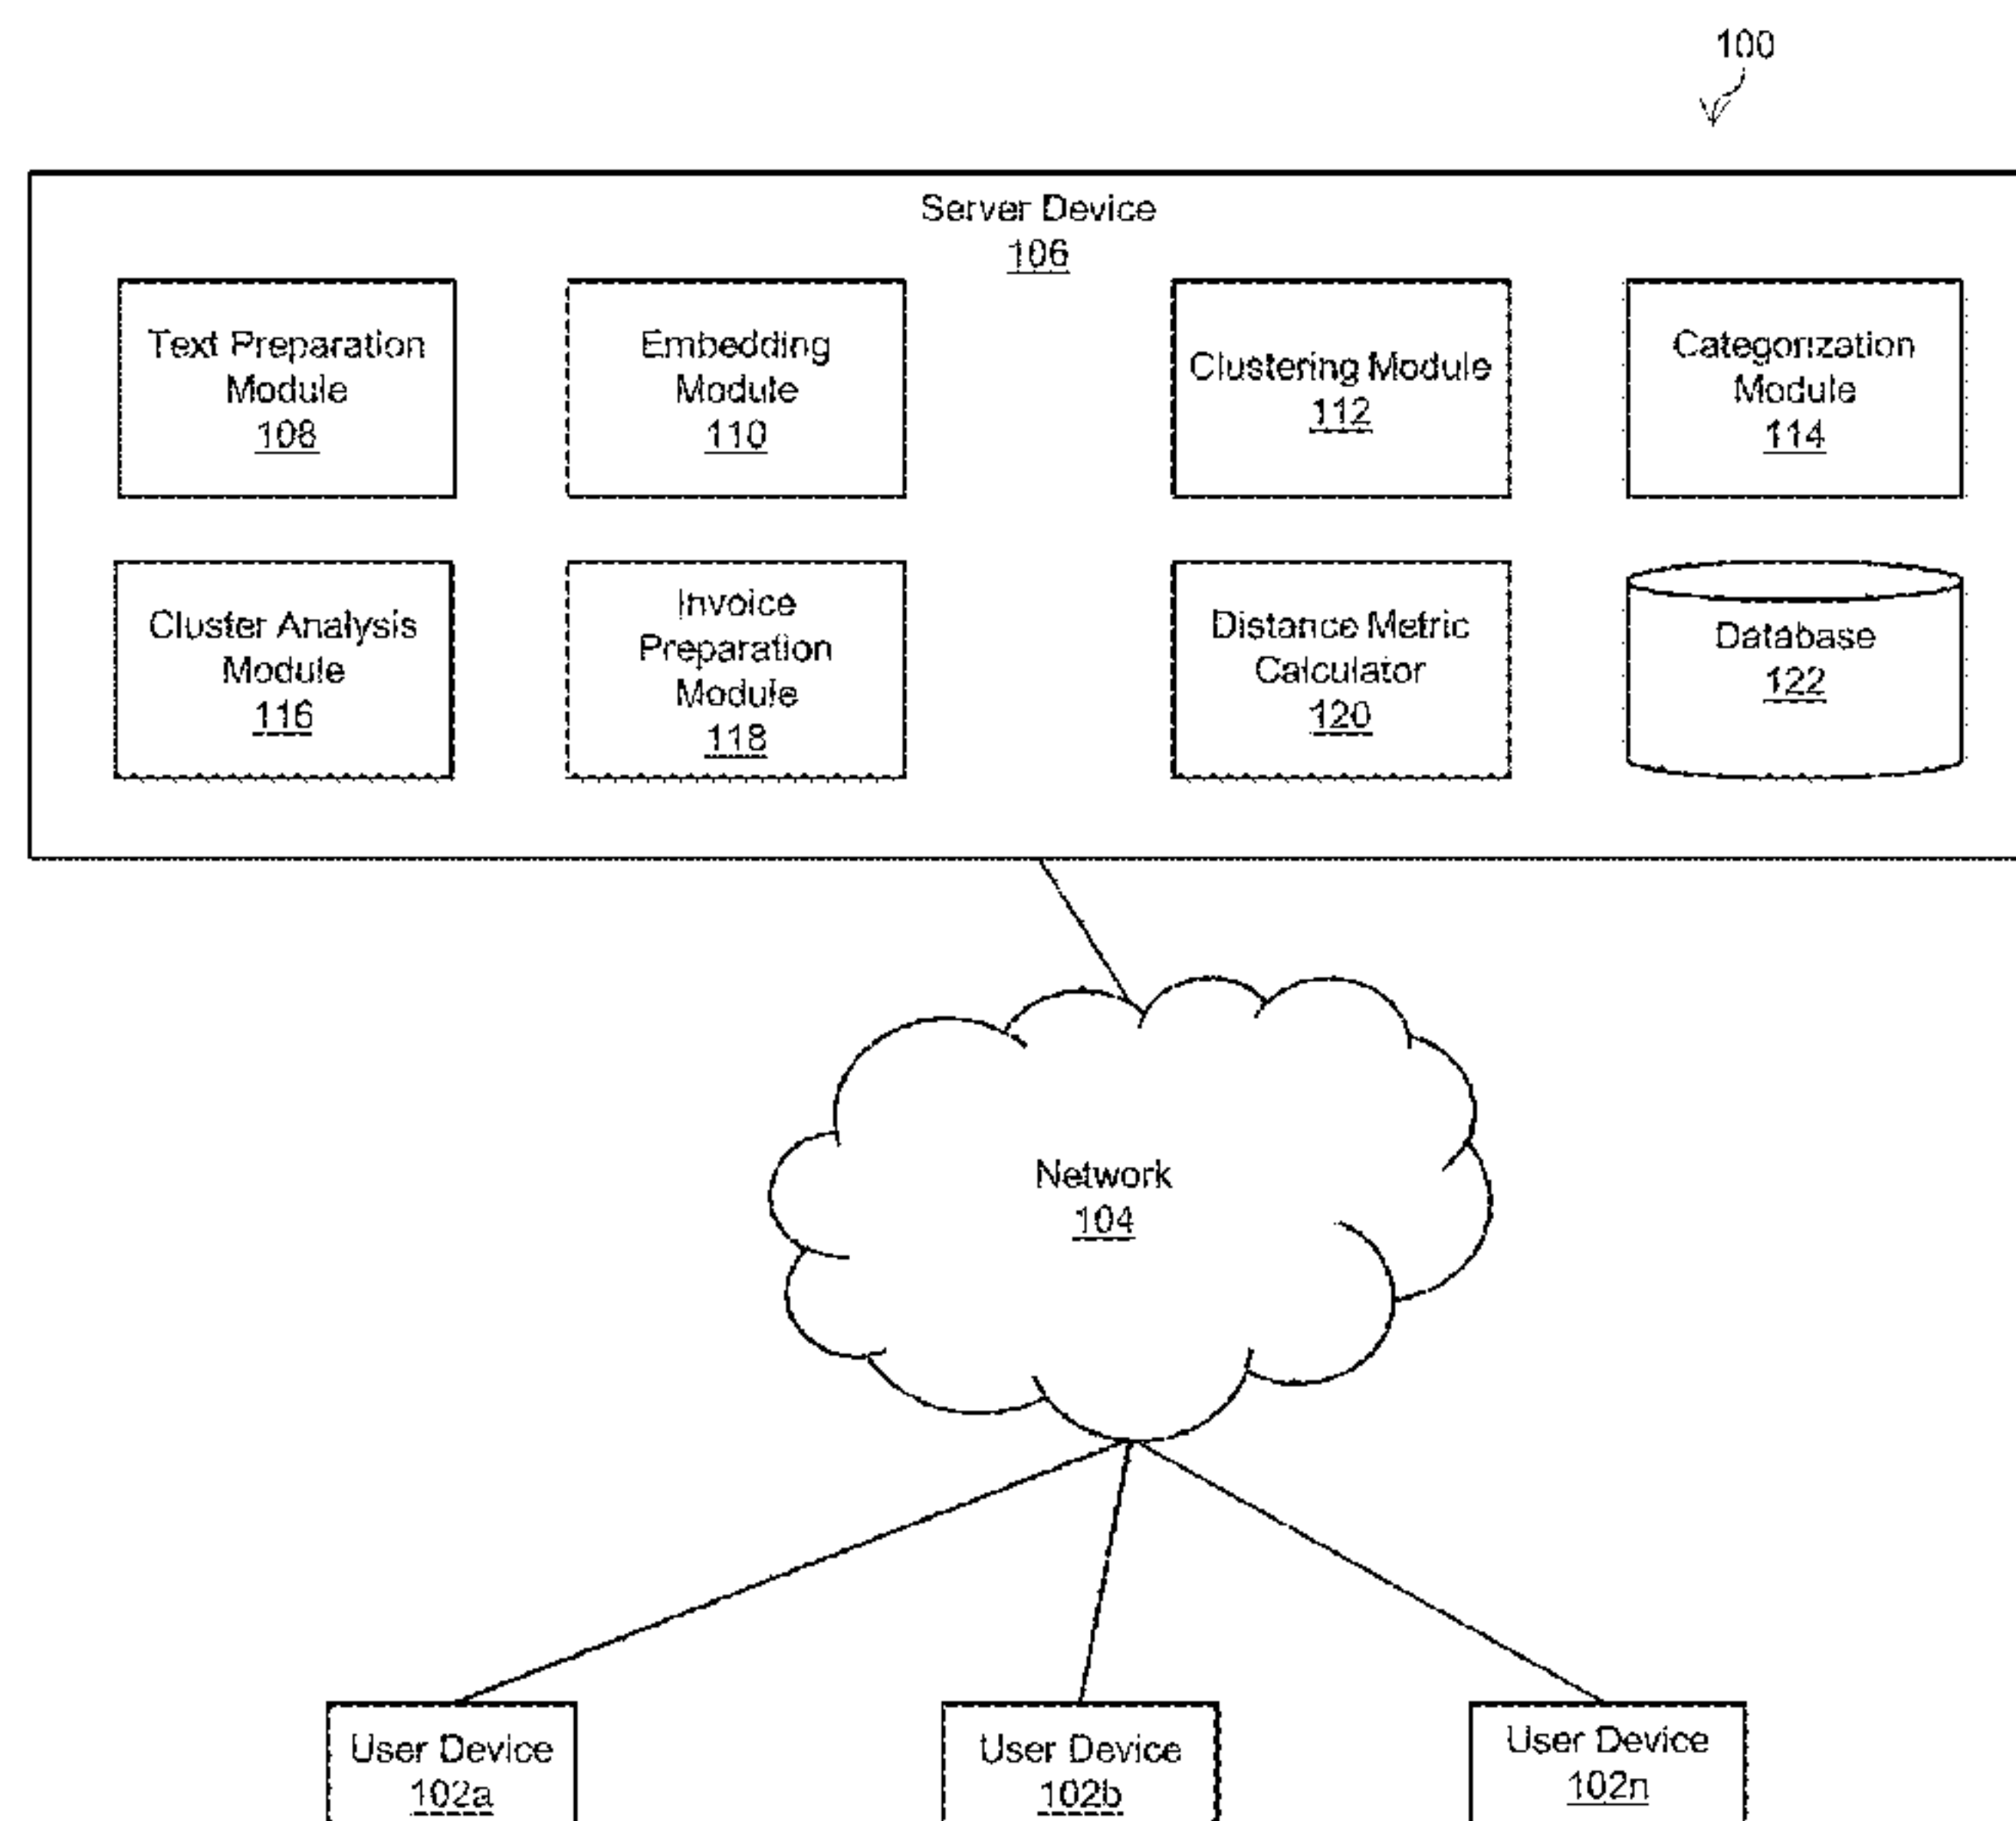 100
Server Device
106
Text Preparation
Module
108
Embedding
Module
110
Clustering Module
112
Categorization
Module
114
Cluster Analysis
Module
116
Invoice
Preparation
Module
118
Distance Metric
Calculator
120
Database
122
Network
104
User Device
102a
User Device
102b
User Device
102n